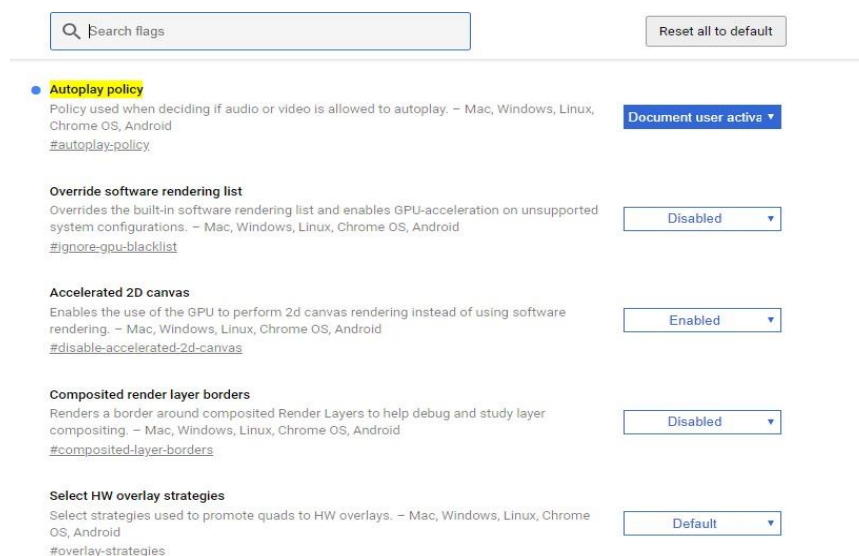 Search flags
Reset all to default
Autoplay policy
Policy used when deciding if audio or video is allowed to autoplay. – Mac, Windows, Linux,
Chrome OS, Android
#autoplay-policy
Document user activa
Override software rendering list
Overrides the built-in software rendering list and enables GPU-acceleration on unsupported
system configurations. – Mac, Windows, Linux, Chrome OS, Android
#ignore-gpu-blacklist
Disabled
Accelerated 2D canvas
Enables the use of the GPU to perform 2d canvas rendering instead of using software
rendering. – Mac, Windows, Linux, Chrome OS, Android
#disable-accelerated-2d-canvas
Enabled
Composited render layer borders
Renders a border around composited Render Layers to help debug and study layer
compositing. – Mac, Windows, Linux, Chrome OS, Android
#composited-layer-borders
Disabled
Select HW overlay strategies
Select strategies used to promote quads to HW overlays. – Mac, Windows, Linux, Chrome
OS, Android
#overlay-strategies
Default